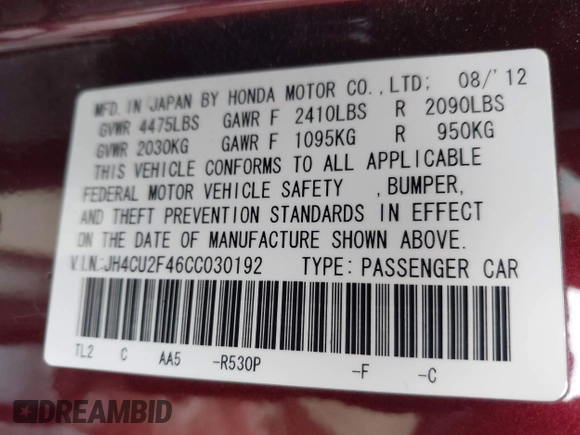 MFD. IN JAPAN BY HONDA MOTOR CO., LTD; 08/'12
GVWR 4475LBS GAWR F 2410LBS R 2090LBS
GVWR 2030KG GAWR F 1095KG R 950KG
THIS VEHICLE CONFORMS TO ALL APPLICABLE
FEDERAL MOTOR VEHICLE SAFETY , BUMPER,
AND THEFT PREVENTION STANDARDS IN EFFECT
ON THE DATE OF MANUFACTURE SHOWN ABOVE.
V.I.N.:JH4CU2F46CC030192 TYPE: PASSENGER CAR
TL2 C AA5 -R530P -F -C
DREAMBID